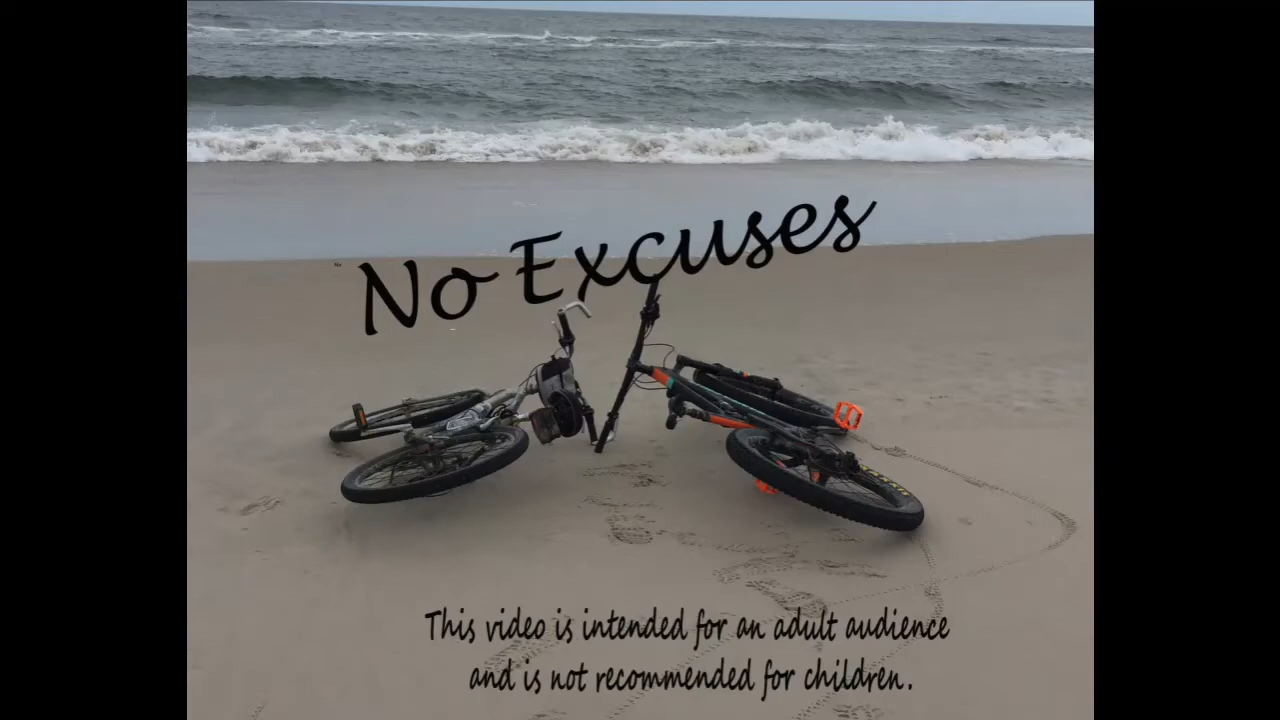 No Excuses
This video is intended for an adult audience
and is not recommended for children.